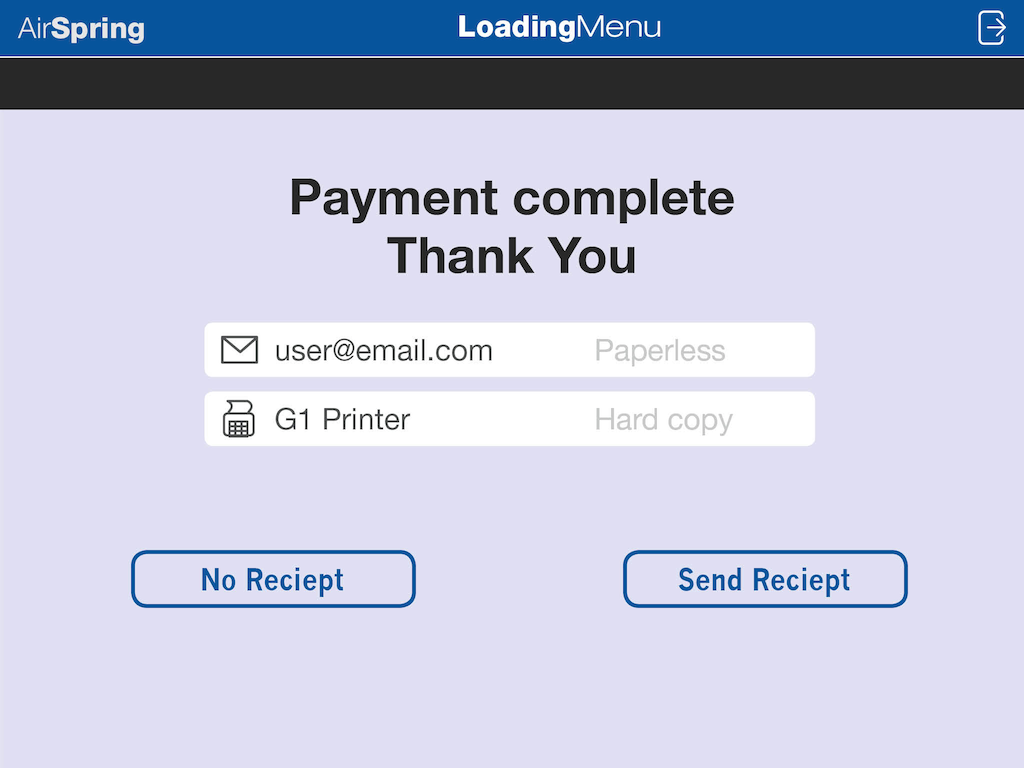 AirSpring
LoadingMenu
Payment complete
Thank You
user@email.com Paperless
G1 Printer Hard copy
No Reciept Send Reciept